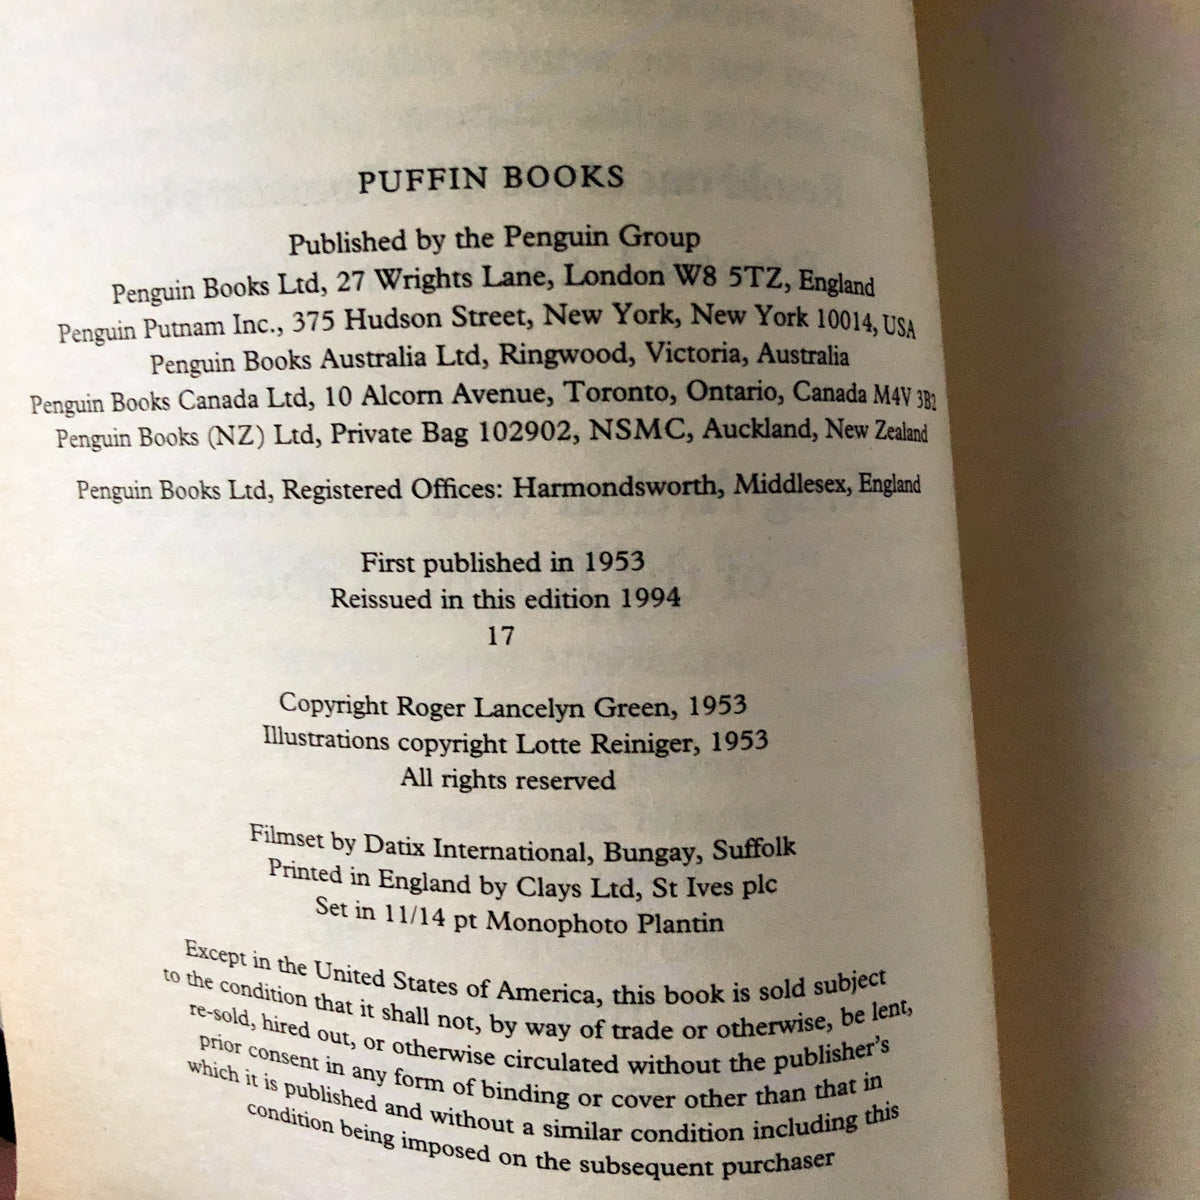 PUFFIN BOOKS
Published by the Penguin Group
Penguin Books Ltd, 27 Wrights Lane, London W8 5TZ, England
Penguin Putnam Inc., 375 Hudson Street, New York, New York 10014, USA
Penguin Books Australia Ltd, Ringwood, Victoria, Australia
Penguin Books Canada Ltd, 10 Alcorn Avenue, Toronto, Ontario, Canada M4V 3B2
Penguin Books (NZ) Ltd, Private Bag 102902, NSMC, Auckland, New Zealand
Penguin Books Ltd, Registered Offices: Harmondsworth, Middlesex, England
First published in 1953
Reissued in this edition 1994
17
Copyright Roger Lancelyn Green, 1953
Illustrations copyright Lotte Reiniger, 1953
All rights reserved
Filmset by Datix International, Bungay, Suffolk
Printed in England by Clays Ltd, St Ives plc
Set in 11/14 pt Monophoto Plantin
Except in the United States of America, this book is sold subject
to the condition that it shall not, by way of trade or otherwise, be lent,
re-sold, hired out, or otherwise circulated without the publisher's
prior consent in any form of binding or cover other than that in
which it is published and without a similar condition including this
condition being imposed on the subsequent purchaser